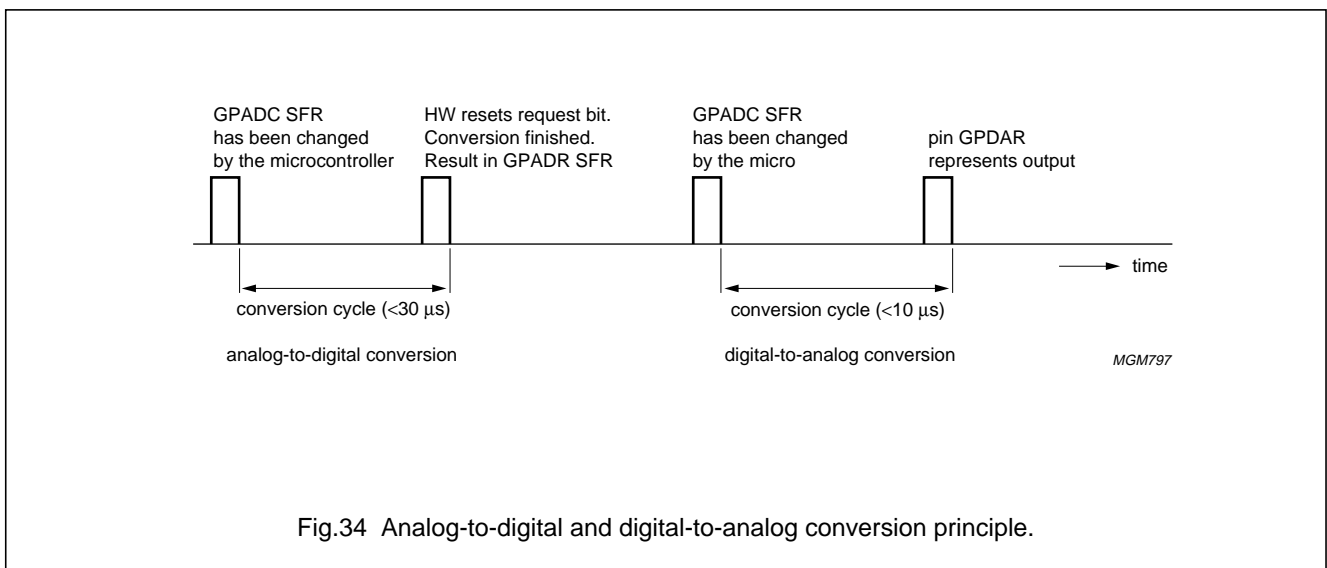 GPADC SFR
has been changed
by the microcontroller
HW resets request bit.
Conversion finished.
Result in GPADR SFR
GPADC SFR
has been changed
by the micro
pin GPDAR
represents output
time
conversion cycle (<30 μs)
conversion cycle (<10 μs)
analog-to-digital conversion
digital-to-analog conversion
MGM797
Fig.34 Analog-to-digital and digital-to-analog conversion principle.